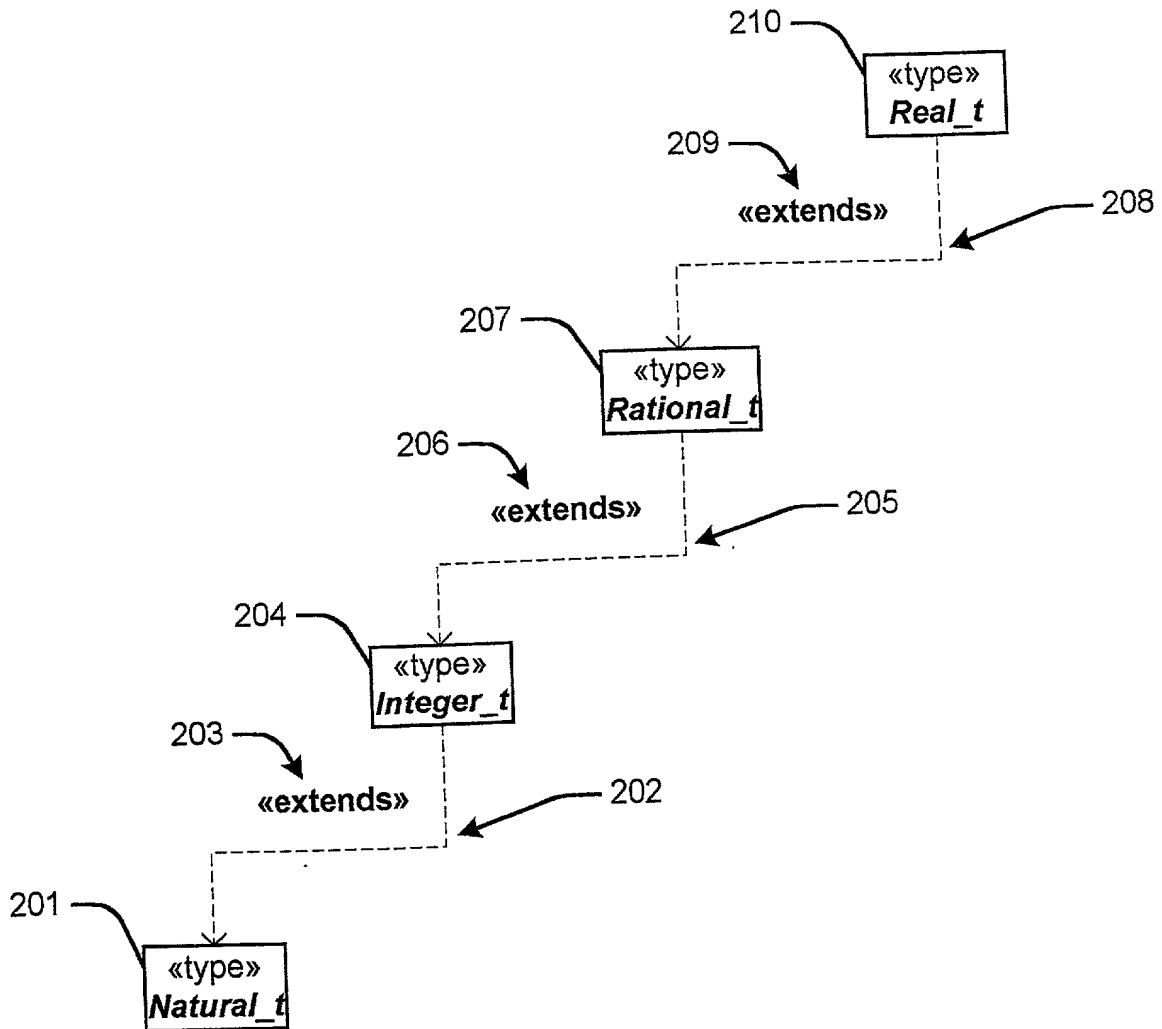 210
«type»
Real_t
209
«extends»
208
207
«type»
Rational_t
206
«extends»
205
204
«type»
Integer_t
203
«extends»
202
201
«type»
Natural_t